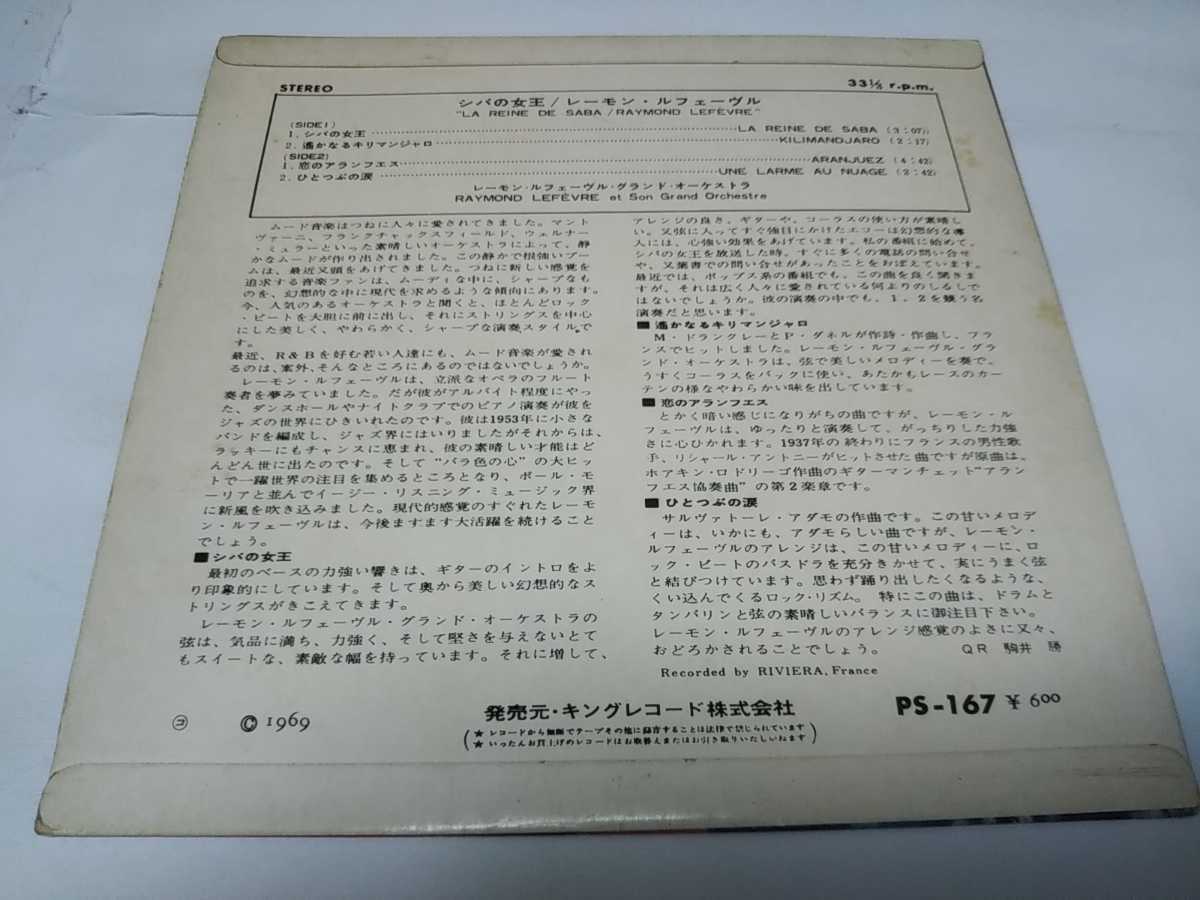 STEREO
33⅓ r.p.m.
シバの女王/レーモン・ルフェーヴル
"LA REINE DE SABA/RAYMOND LEFÈVRE"
(SIDE1)
1. シバの女王 LA REINE DE SABA (3:07)
2. 遙かなるキリマンジャロ KILIMANDJARO (2:17)
(SIDE2)
1. 恋のアランフエス ARANJUEZ (4:42)
2. ひとつぶの涙 UNE LARME AU NUAGE (2:42)
レーモン・ルフェーヴル・グランド・オーケストラ
RAYMOND LEFÈVRE et Son Grand Orchestre
ムード音楽はつねに人々に愛されてきました。マント
ヴァーニ、フランクチャックスフィールド、ウェルナー
・ミュラーといった素晴しいオーケストラによって、静
かなムードが作り出されました。この静かで根強いブー
ムは、最近又頭をあげてきました。つねに新しい感覚を
追求する音楽ファンは、ムーディな中に、シャープなも
のを、幻想的な中に現代を求めるような傾向にあります。
今、人気のあるオーケストラと聞くと、ほとんどロック
・ビートを大胆に前に出し、それにストリングスを中心
にした美しく、やわらかく、シャープな演奏スタイルで
す。
最近、R&Bを好む若い人達にも、ムード音楽が愛され
るのは、案外、そんなところにあるのではないでしょうか。
レーモン・ルフェーヴルは、立派なオペラのフルート
奏者を夢みていました。だが彼がアルバイト程度にやっ
た、ダンスホールやナイトクラブでのピアノ演奏が彼を
ジャズの世界にひきいれたのです。彼は1953年に小さな
バンドを編成し、ジャズ界にはいりましたがそれからは、
ラッキーにもチャンスに恵まれ、彼の素晴しい才能はど
んどん世に出たのです。そして"バラ色の心"の大ヒッ
トで一躍世界の注目を集めるところとなり、ポール・モ
ーリアと並んでイージー・リスニング・ミュージック界
に新風を吹き込みました。現代的感覚のすぐれたレーモ
ン・ルフェーヴルは、今後ますます大活躍を続けること
でしょう。
■シバの女王
最初のベースの力強い響きは、ギターのイントロをよ
り印象的にしています。そして奥から美しい幻想的なス
トリングスがきこえてきます。
レーモン・ルフェーヴル・グランド・オーケストラの
弦は、気品に満ち、力強く、そして堅さを与えないとて
もスイートな、素敵な幅を持っています。それに増して、
アレンジの良さ、ギターや、コーラスの使い方が素晴し
い。又弦に入ってすぐ強目にかけたエコーは幻想的な導
入には、心強い効果をあげています。私の番組に始めて、
シバの女王を放送した時、すぐに多くの電話の問い合せ
や、又葉書での問い合せがあったことをおぼえています。
最近では、ポップス系の番組でも、この曲を良く聞きま
すが、それは広く人々に愛されている何よりのしるしで
はないでしょうか。彼の演奏の中でも、1、2を競う名
演奏だと思います。
■遙かなるキリマンジャロ
M・ドランクレーとP・ダネルが作詩・作曲し、フラ
ンスでヒットしました。レーモン・ルフェーヴル・グラ
ンド・オーケストラは、弦で美しいメロディーを奏で、
うすくコーラスをバックに使い、あたかもレースのカー
テンの様なやわらかい味を出しています。
■恋のアランフエス
とかく暗い感じになりがちの曲ですが、レーモン・ル
フェーヴルは、ゆったりと演奏して、がっちりした力強
さに心ひかれます。1937年の終わりにフランスの男性歌
手、リシャール・アントニーがヒットさせた曲ですが原曲は、
ホアキン・ロドリーゴ作曲のギターマンチェット"アラン
フエス協奏曲"の第2楽章です。
■ひとつぶの涙
サルヴァトーレ・アダモの作曲です。この甘いメロデ
ィーは、いかにも、アダモらしい曲ですが、レーモン・
ルフェーヴルのアレンジは、この甘いメロディーに、ロ
ック・ビートのバスドラを充分きかせて、実にうまく弦
と結びつけています。思わず踊り出したくなるような、
くい込んでくるロック・リズム。特にこの曲は、ドラムと
タンバリンと弦の素晴しいバランスに御注目下さい。
レーモン・ルフェーヴルのアレンジ感覚のよさに又々、
おどろかされることでしょう。 QR 駒井 勝
Recorded by RIVIERA, France
㋙ © 1969
発売元・キングレコード株式会社
PS-167 ¥600
★レコードから無断でテープその他に録音することは法律で禁じられています
★いったんお買上げのレコードはお取替えまたはお引き取りいたしいねます